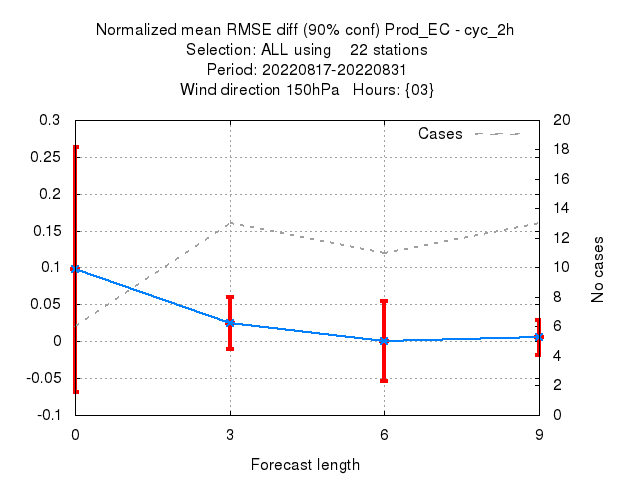 Normalized mean RMSE diff (90% conf) Prod_EC - cyc_2h
Selection: ALL using    22 stations
Period: 20220817-20220831
Wind direction 150hPa   Hours: {03}
Cases
0.3
0.25
0.2
0.15
0.1
0.05
0
-0.05
-0.1
20
18
16
14
12
10
8
6
4
2
0
No cases
0 3 6 9
Forecast length